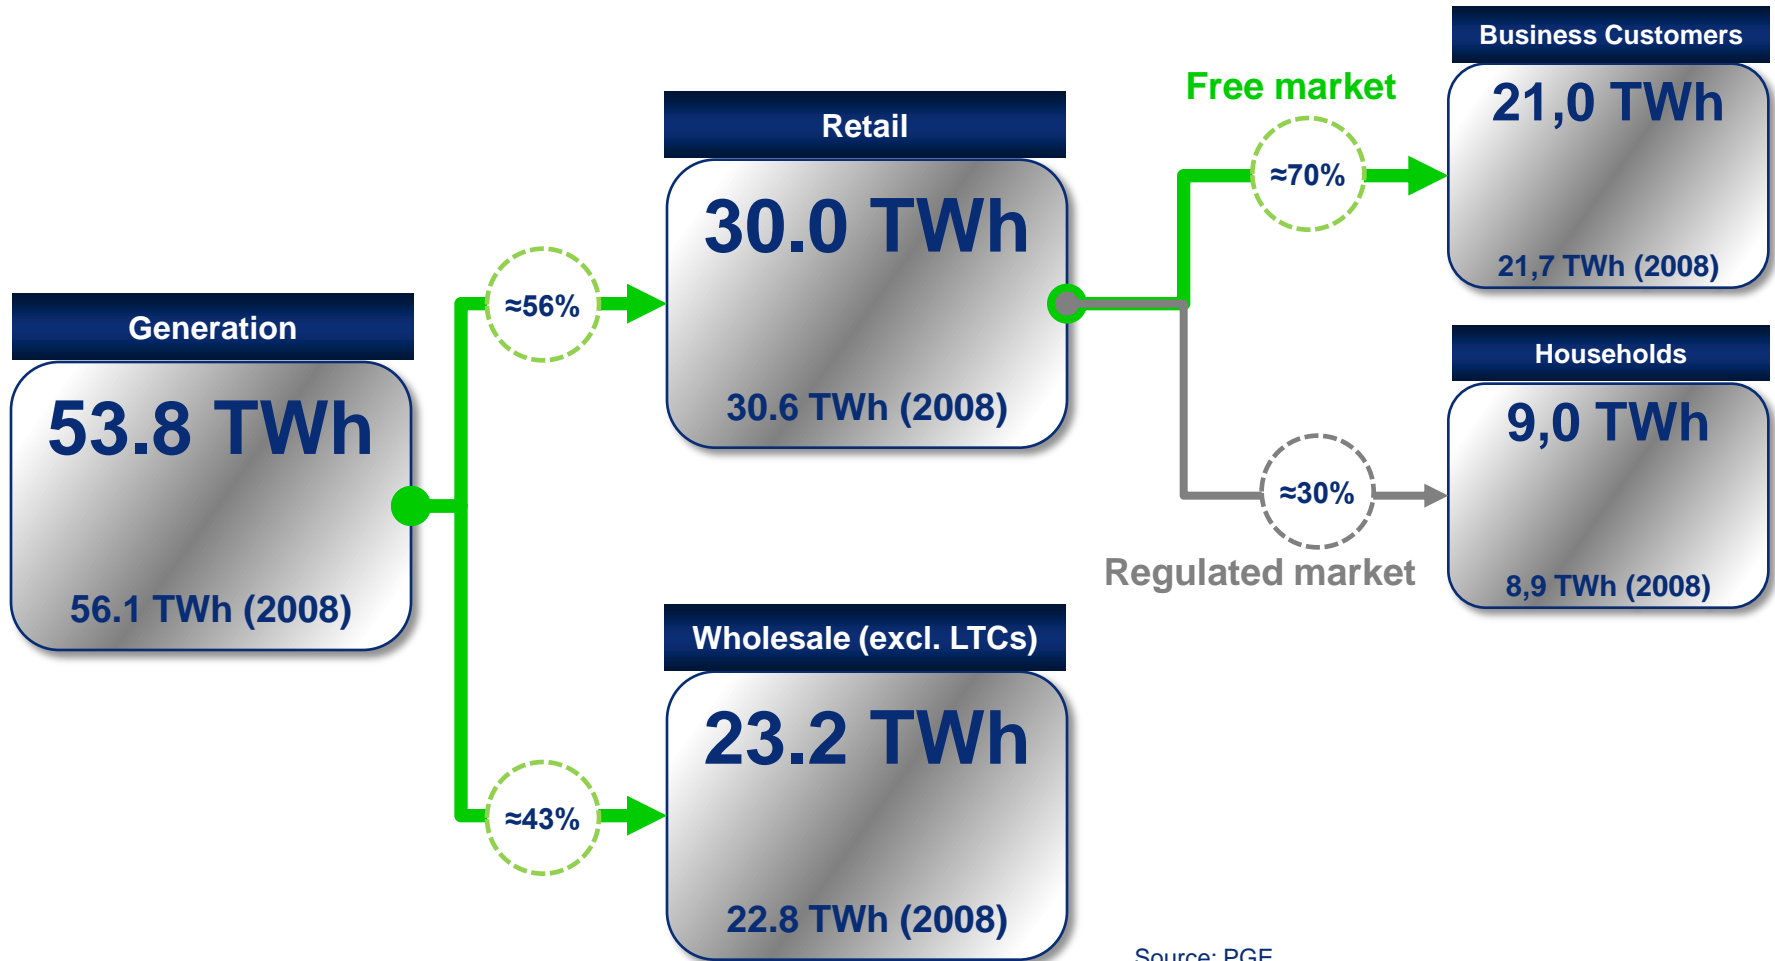 Generation
53.8 TWh
56.1 TWh (2008)
≈56%
≈43%
Retail
30.0 TWh
30.6 TWh (2008)
Wholesale (excl. LTCs)
23.2 TWh
22.8 TWh (2008)
Free market
≈70%
≈30%
Regulated market
Business Customers
21,0 TWh
21,7 TWh (2008)
Households
9,0 TWh
8,9 TWh (2008)
Source: PGE